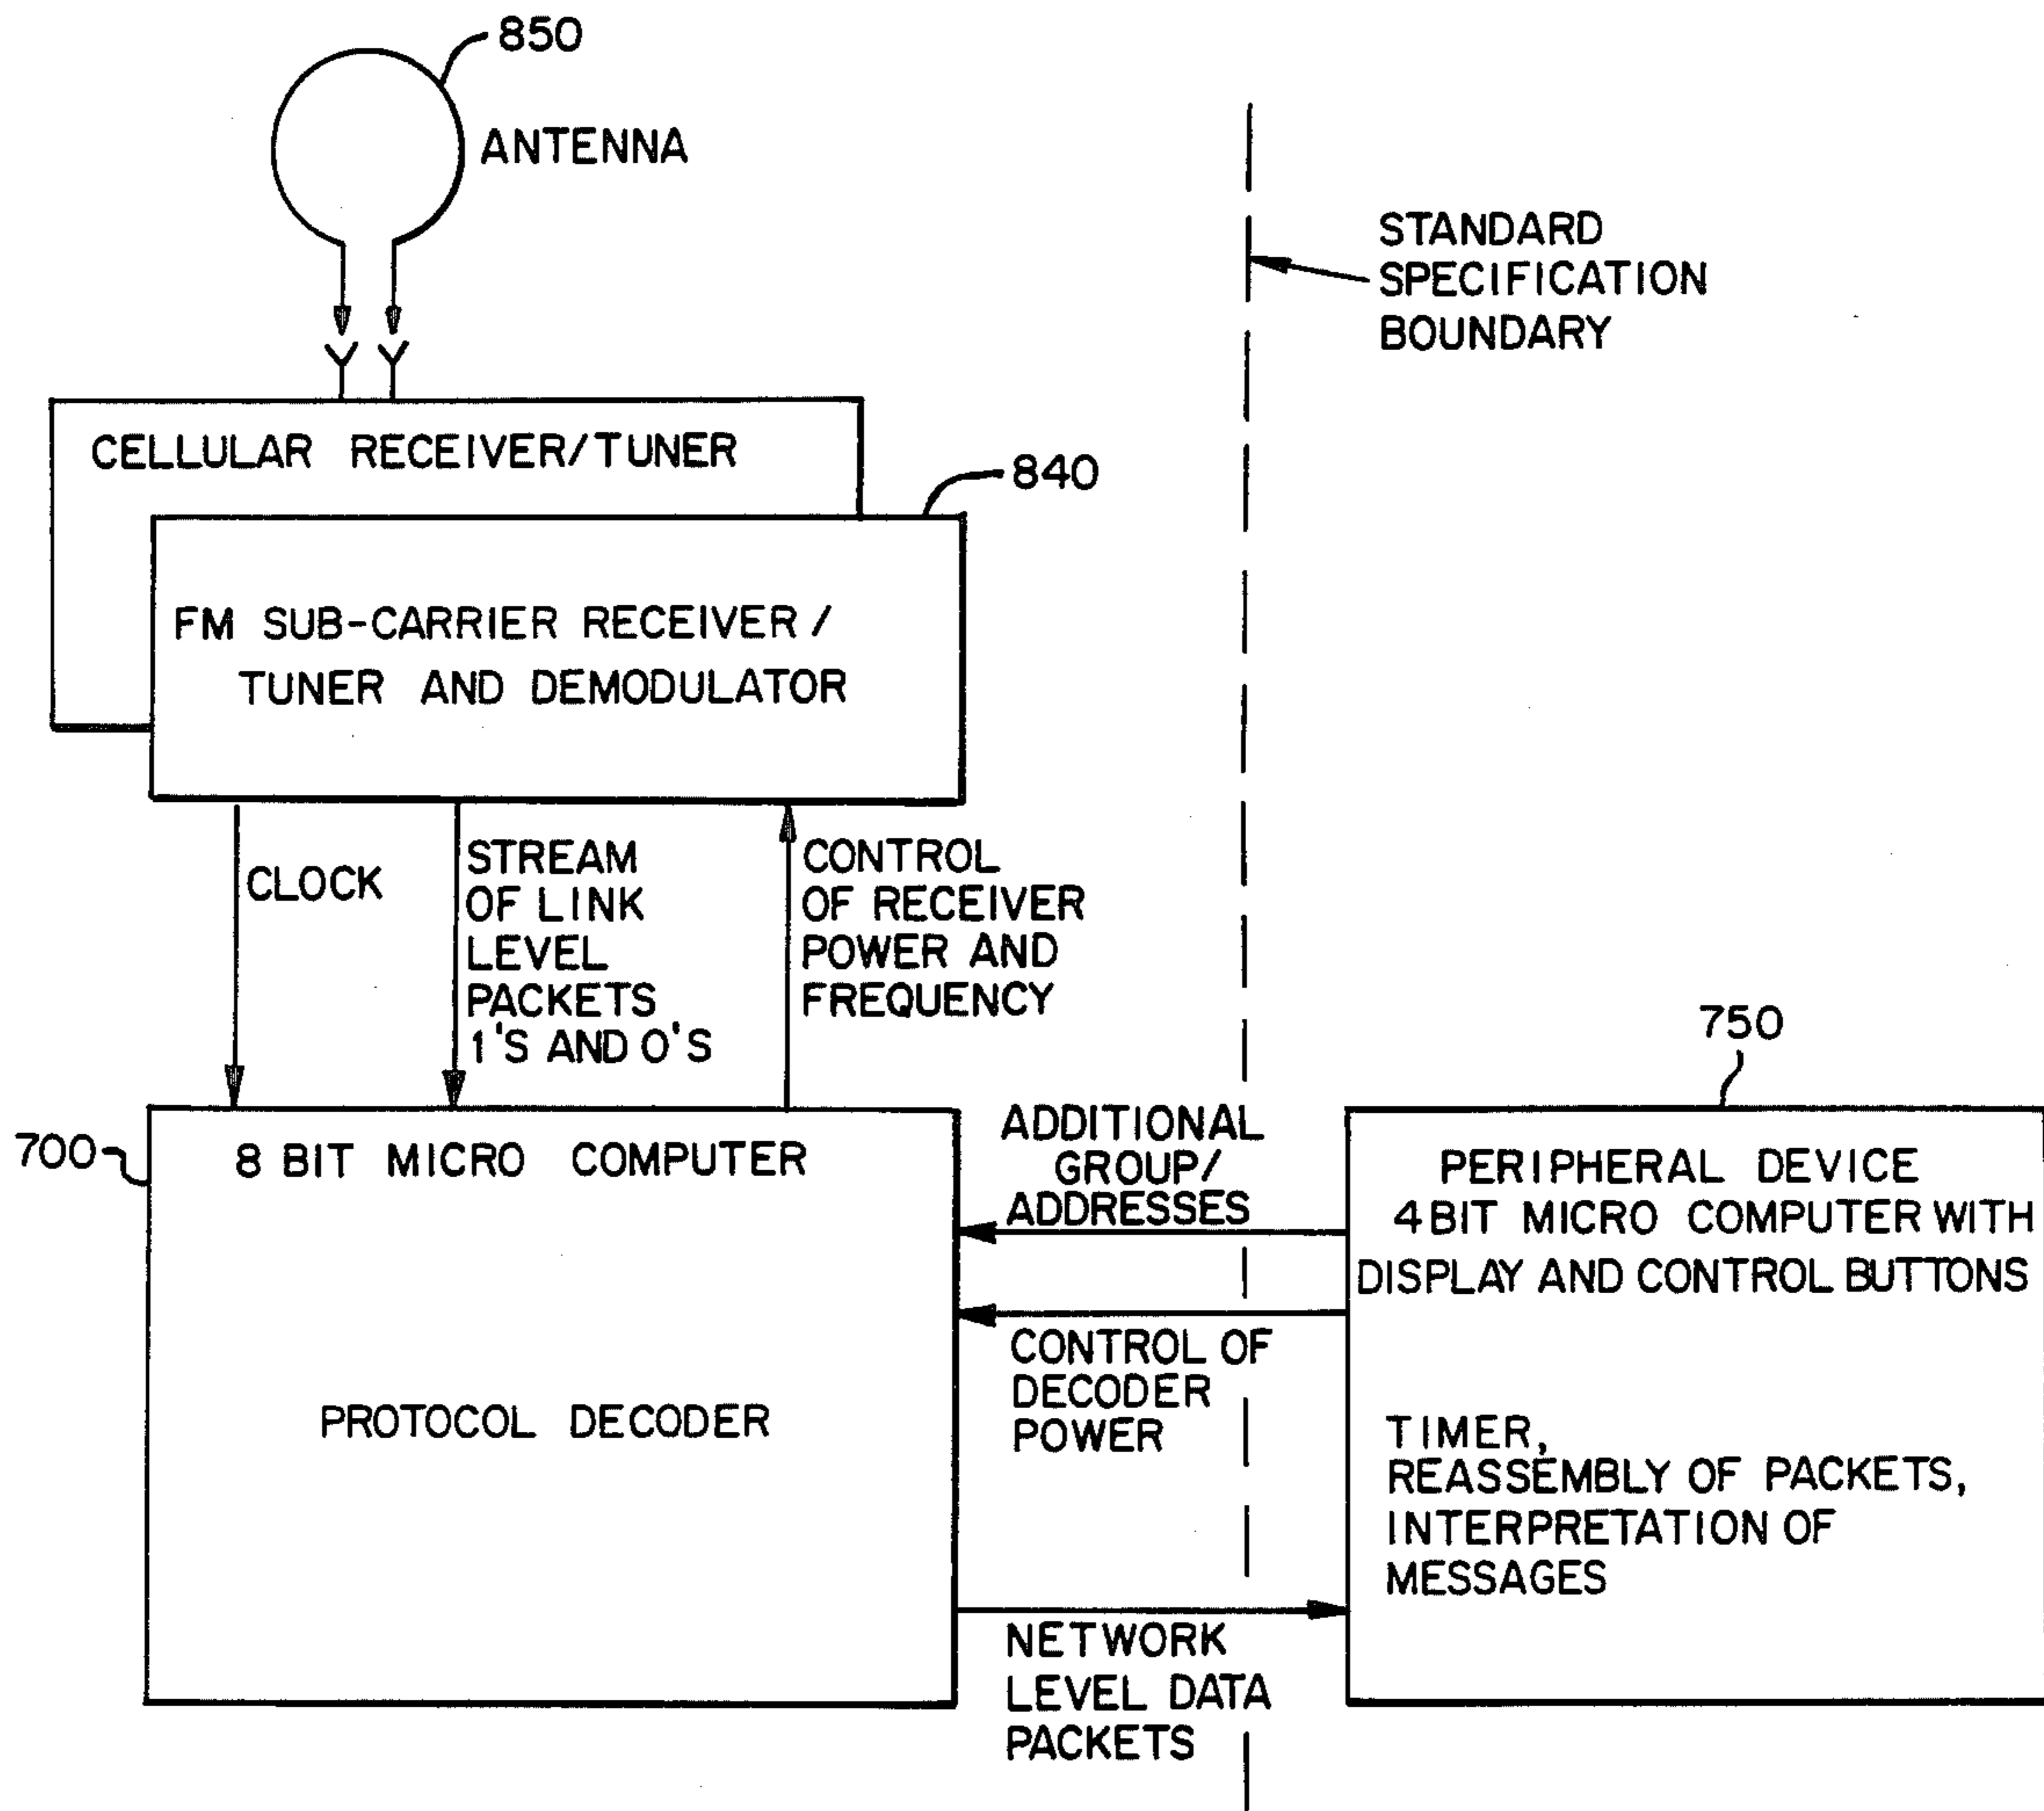 850
ANTENNA
STANDARD
SPECIFICATION
BOUNDARY
CELLULAR RECEIVER/TUNER
840
FM SUB-CARRIER RECEIVER/
TUNER AND DEMODULATOR
CLOCK
STREAM
OF LINK
LEVEL
PACKETS
1'S AND 0'S
CONTROL
OF RECEIVER
POWER AND
FREQUENCY
700
8 BIT MICRO COMPUTER
PROTOCOL DECODER
ADDITIONAL
GROUP/
ADDRESSES
CONTROL OF
DECODER
POWER
NETWORK
LEVEL DATA
PACKETS
750
PERIPHERAL DEVICE
4 BIT MICRO COMPUTER WITH
DISPLAY AND CONTROL BUTTONS
TIMER,
REASSEMBLY OF PACKETS,
INTERPRETATION OF
MESSAGES